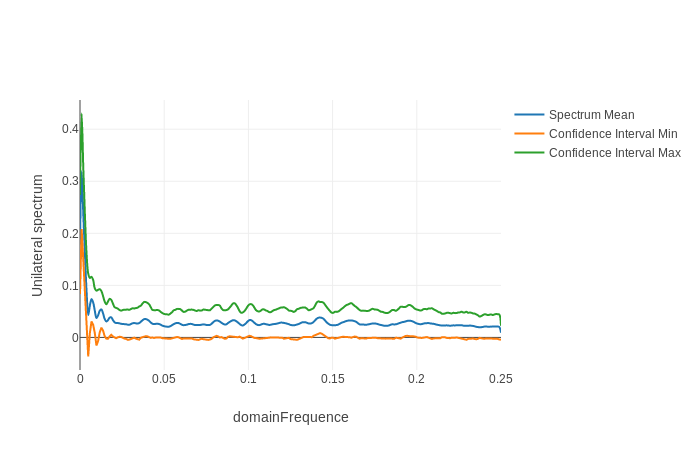 Unilateral spectrum
0.4
0.3
0.2
0.1
0
0
0.05
0.1
0.15
0.2
0.25
domainFrequence
Spectrum Mean
Confidence Interval Min
Confidence Interval Max